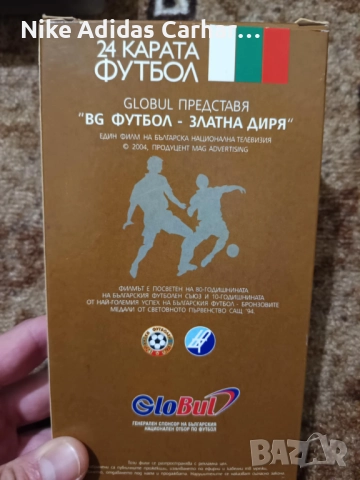 Nike Adidas Carhar...
24 КАРАТА
ФУТБОЛ
GLOBUL ПРЕДСТАВЯ
"BG ФУТБОЛ - ЗЛАТНА ДИРЯ"
ЕДИН ФИЛМ НА БЪЛГАРСКА НАЦИОНАЛНА ТЕЛЕВИЗИЯ
© 2004, ПРОДУЦЕНТ MAG ADVERTISING
ФИЛМЪТ Е ПОСВЕТЕН НА 80-ГОДИШНИНАТА
НА БЪЛГАРСКИЯ ФУТБОЛЕН СЪЮЗ И 10-ГОДИШНИНАТА
ОТ НАЙ-ГОЛЕМИЯ УСПЕХ НА БЪЛГАРСКИЯ ФУТБОЛ - БРОНЗОВИТЕ
МЕДАЛИ ОТ СВЕТОВНОТО ПЪРВЕНСТВО САЩ '94
GloBul
ГЕНЕРАЛЕН СПОНСОР НА БЪЛГАРСКИЯ
НАЦИОНАЛЕН ОТБОР ПО ФУТБОЛ
bazar